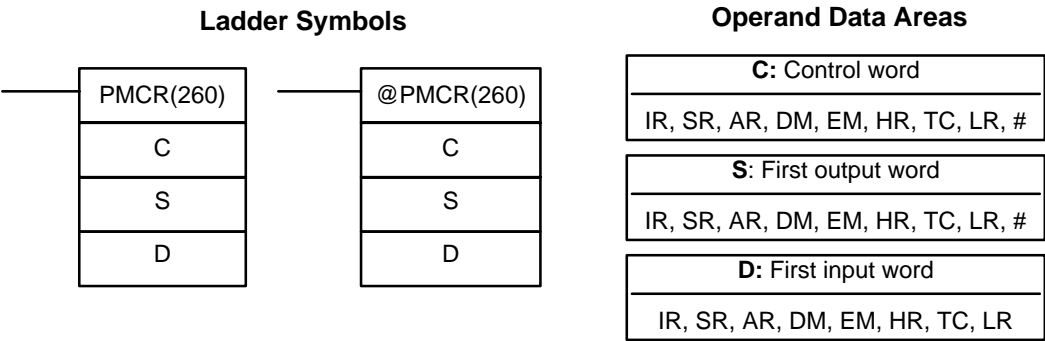 Ladder Symbols
PMCR(260)
C
S
D
@PMCR(260)
C
S
D
Operand Data Areas
C: Control word
IR, SR, AR, DM, EM, HR, TC, LR, #
S: First output word
IR, SR, AR, DM, EM, HR, TC, LR, #
D: First input word
IR, SR, AR, DM, EM, HR, TC, LR